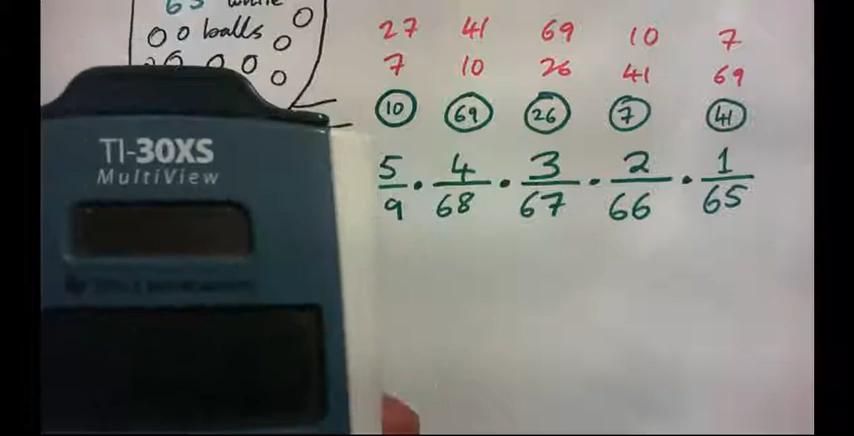 balls
27 41 69 10 7
7 10 26 41 69
10 69 26 7 41
5/9 · 4/68 · 3/67 · 2/66 · 1/65
TI-30XS
MultiView